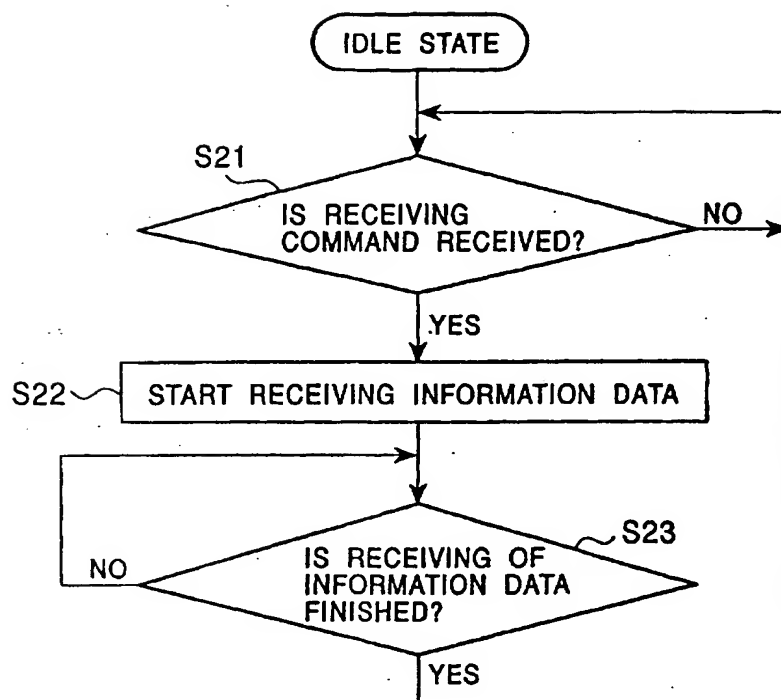 IDLE STATE
S21
IS RECEIVING
COMMAND RECEIVED?
NO
YES
S22
START RECEIVING INFORMATION DATA
S23
IS RECEIVING OF
INFORMATION DATA
FINISHED?
NO
YES